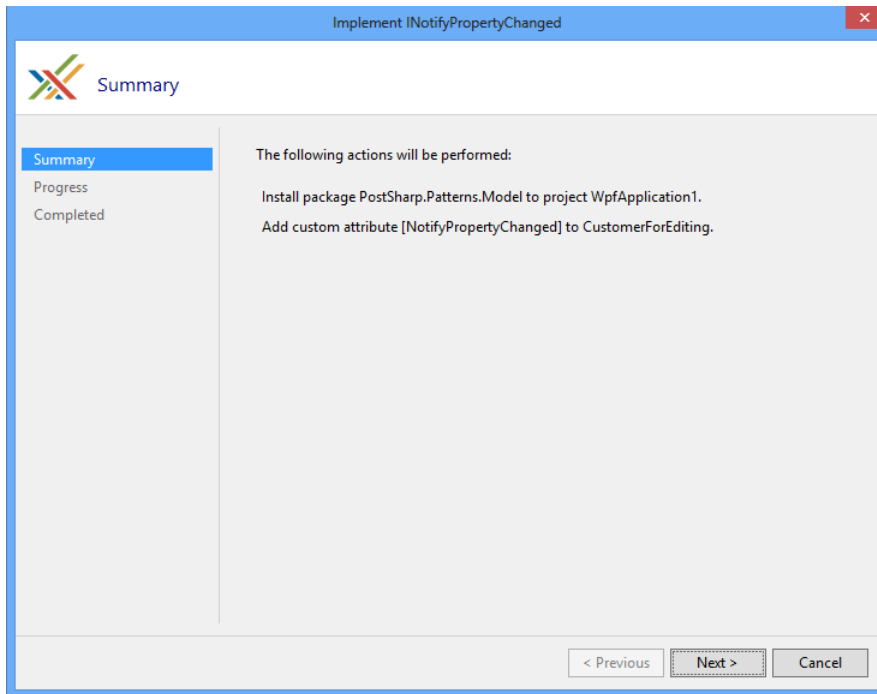 Implement INotifyPropertyChanged
Summary
Summary
Progress
Completed
The following actions will be performed:
Install package PostSharp.Patterns.Model to project WpfApplication1.
Add custom attribute [NotifyPropertyChanged] to CustomerForEditing.
< Previous
Next >
Cancel